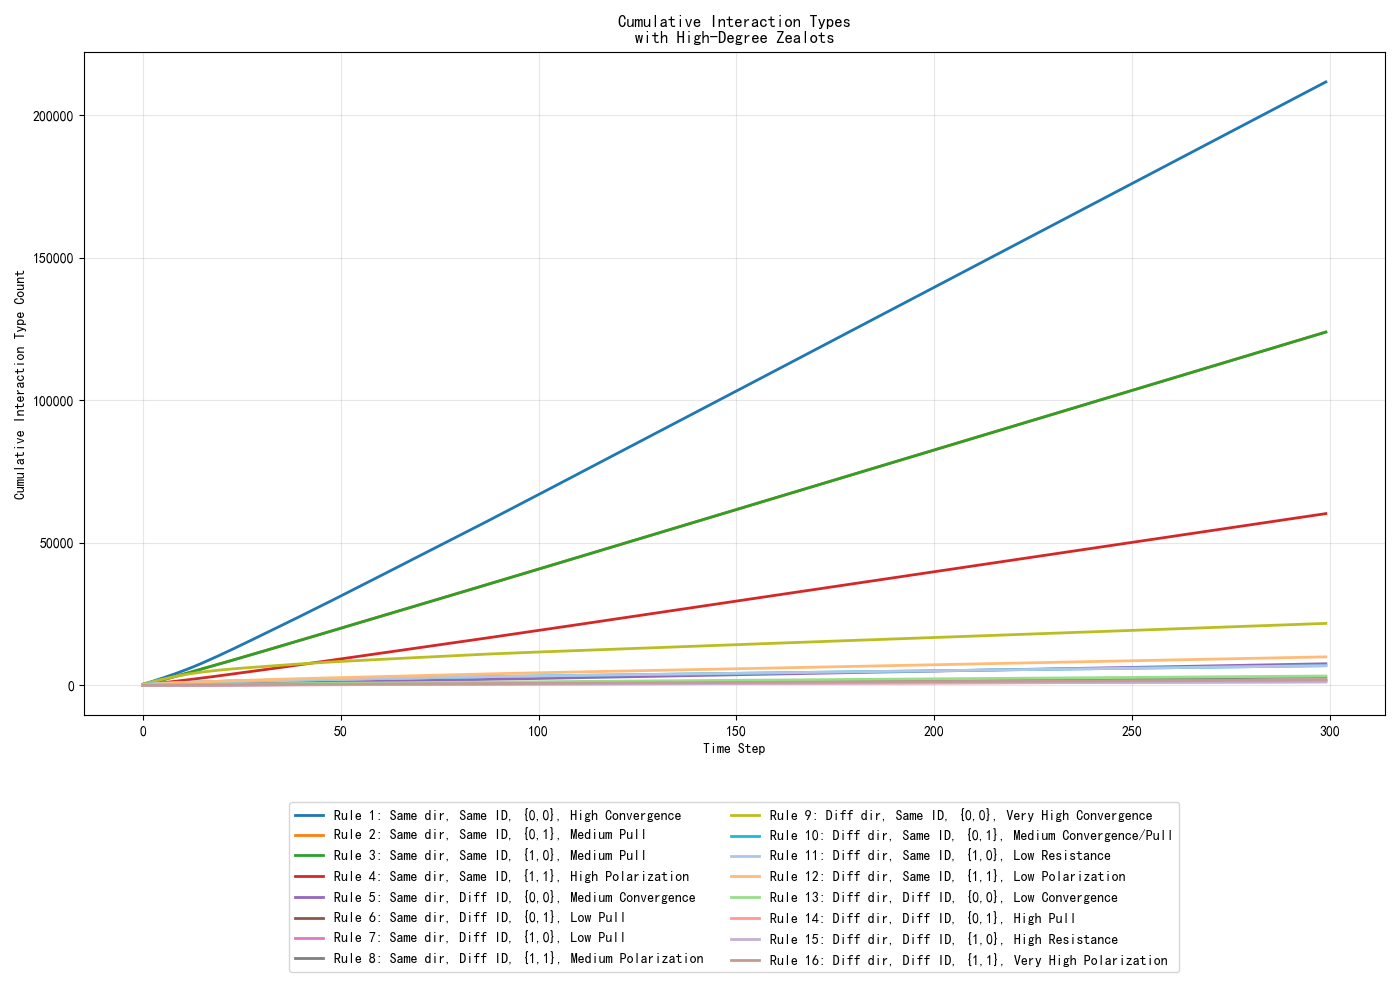 Cumulative Interaction Types
with High-Degree Zealots
Cumulative Interaction Type Count
200000
150000
100000
50000
0
0
50
100
150
200
250
300
Time Step
Rule 1: Same dir, Same ID, {0,0}, High Convergence
Rule 2: Same dir, Same ID, {0,1}, Medium Pull
Rule 3: Same dir, Same ID, {1,0}, Medium Pull
Rule 4: Same dir, Same ID, {1,1}, High Polarization
Rule 5: Same dir, Diff ID, {0,0}, Medium Convergence
Rule 6: Same dir, Diff ID, {0,1}, Low Pull
Rule 7: Same dir, Diff ID, {1,0}, Low Pull
Rule 8: Same dir, Diff ID, {1,1}, Medium Polarization
Rule 9: Diff dir, Same ID, {0,0}, Very High Convergence
Rule 10: Diff dir, Same ID, {0,1}, Medium Convergence/Pull
Rule 11: Diff dir, Same ID, {1,0}, Low Resistance
Rule 12: Diff dir, Same ID, {1,1}, Low Polarization
Rule 13: Diff dir, Diff ID, {0,0}, Low Convergence
Rule 14: Diff dir, Diff ID, {0,1}, High Pull
Rule 15: Diff dir, Diff ID, {1,0}, High Resistance
Rule 16: Diff dir, Diff ID, {1,1}, Very High Polarization